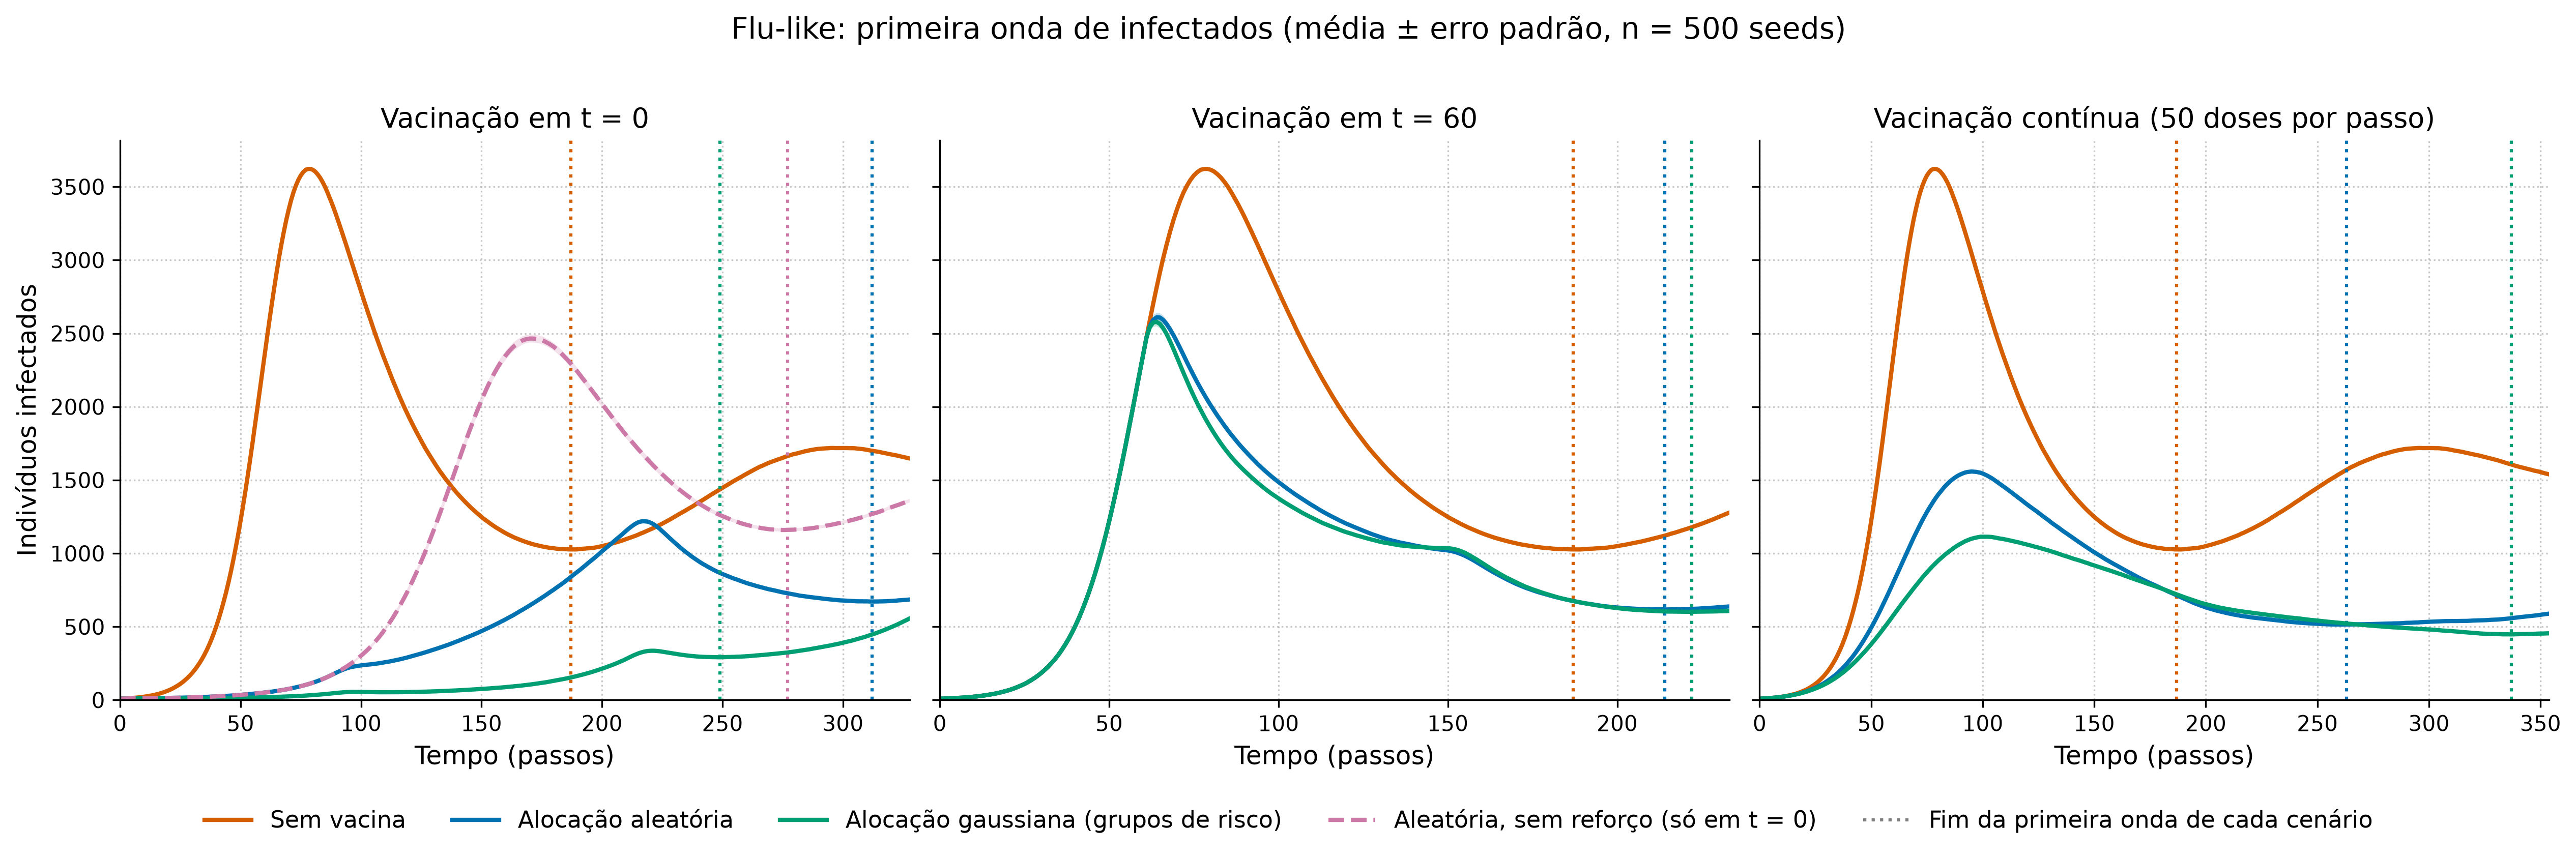 Flu-like: primeira onda de infectados (média ± erro padrão, n = 500 seeds)
Vacinação em t = 0
Vacinação em t = 60
Vacinação contínua (50 doses por passo)
Indivíduos infectados
3500
3000
2500
2000
1500
1000
500
0
0 50 100 150 200 250 300
0 50 100 150 200
0 50 100 150 200 250 300 350
Tempo (passos)
Tempo (passos)
Tempo (passos)
Sem vacina
Alocação aleatória
Alocação gaussiana (grupos de risco)
Aleatória, sem reforço (só em t = 0)
Fim da primeira onda de cada cenário